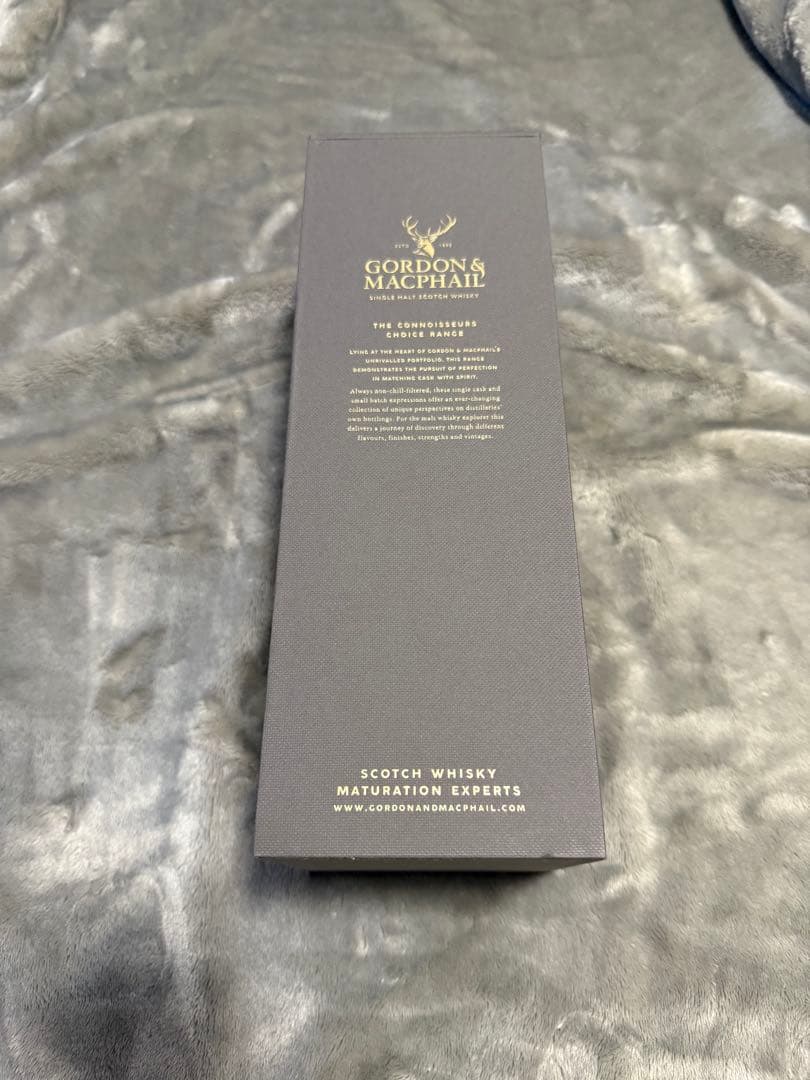 ESTD 1895
GORDON &
MACPHAIL
SINGLE MALT SCOTCH WHISKY
THE CONNOISSEURS
CHOICE RANGE
LYING AT THE HEART OF GORDON & MACPHAIL'S
UNRIVALLED PORTFOLIO, THIS RANGE
DEMONSTRATES THE PURSUIT OF PERFECTION
IN MATCHING CASK WITH SPIRIT.
Always non-chill-filtered, these single cask and
small batch expressions offer an ever-changing
collection of unique perspectives on distilleries'
own bottlings. For the malt whisky explorer this
delivers a journey of discovery through different
flavours, finishes, strengths and vintages.
SCOTCH WHISKY
MATURATION EXPERTS
WWW.GORDONANDMACPHAIL.COM